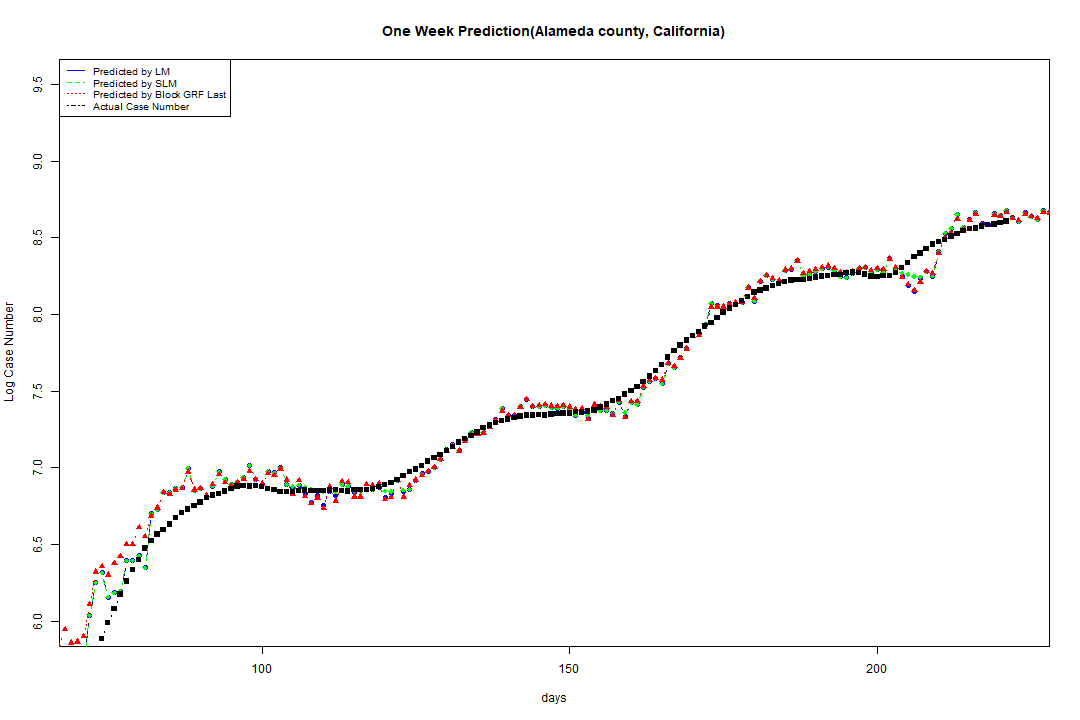 One Week Prediction(Alameda county, California)
Predicted by LM
Predicted by SLM
Predicted by Block GRF Last
Actual Case Number
9.5
9.0
8.5
8.0
7.5
7.0
6.5
6.0
Log Case Number
100 150 200
days